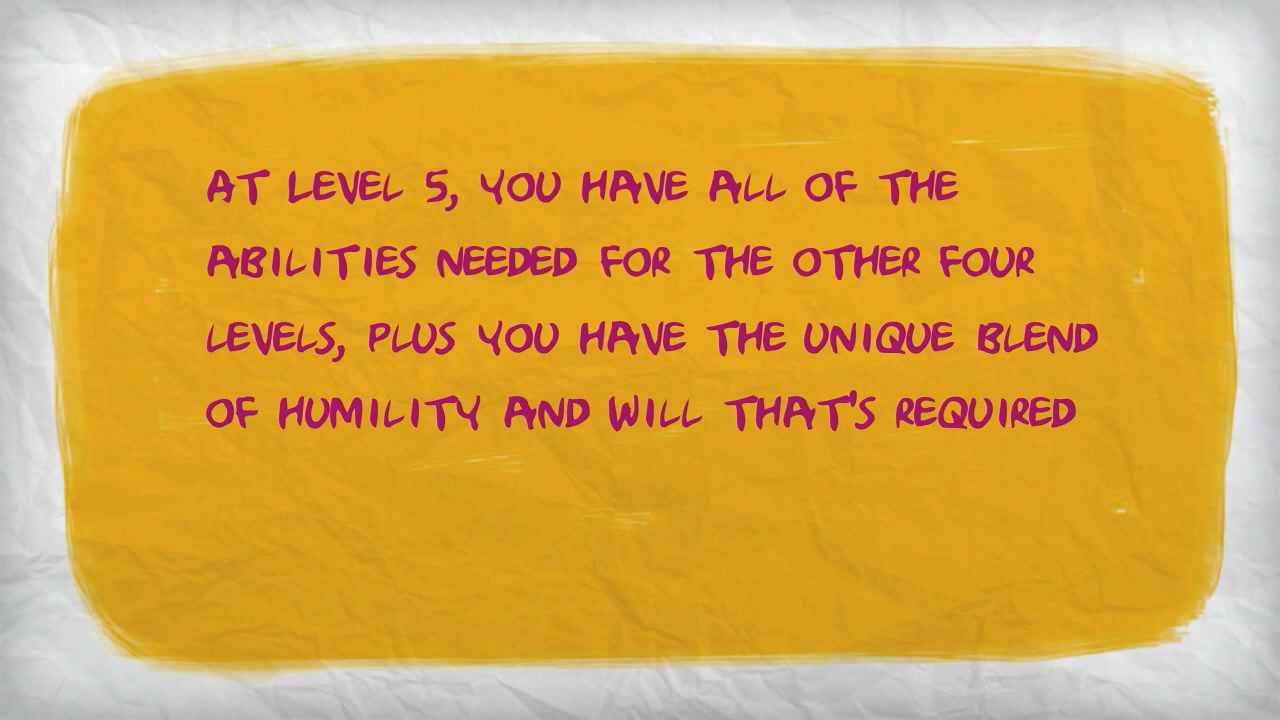 AT LEVEL 5, YOU HAVE ALL OF THE
ABILITIES NEEDED FOR THE OTHER FOUR
LEVELS, PLUS YOU HAVE THE UNIQUE BLEND
OF HUMILITY AND WILL THAT'S REQUIRED